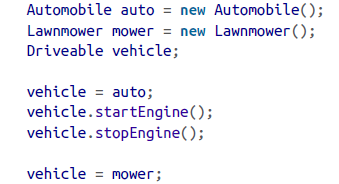 Automobile auto = new Automobile();
Lawnmower mower = new Lawnmower();
Driveable vehicle;
vehicle = auto;
vehicle.startEngine();
vehicle.stopEngine();
vehicle = mower;